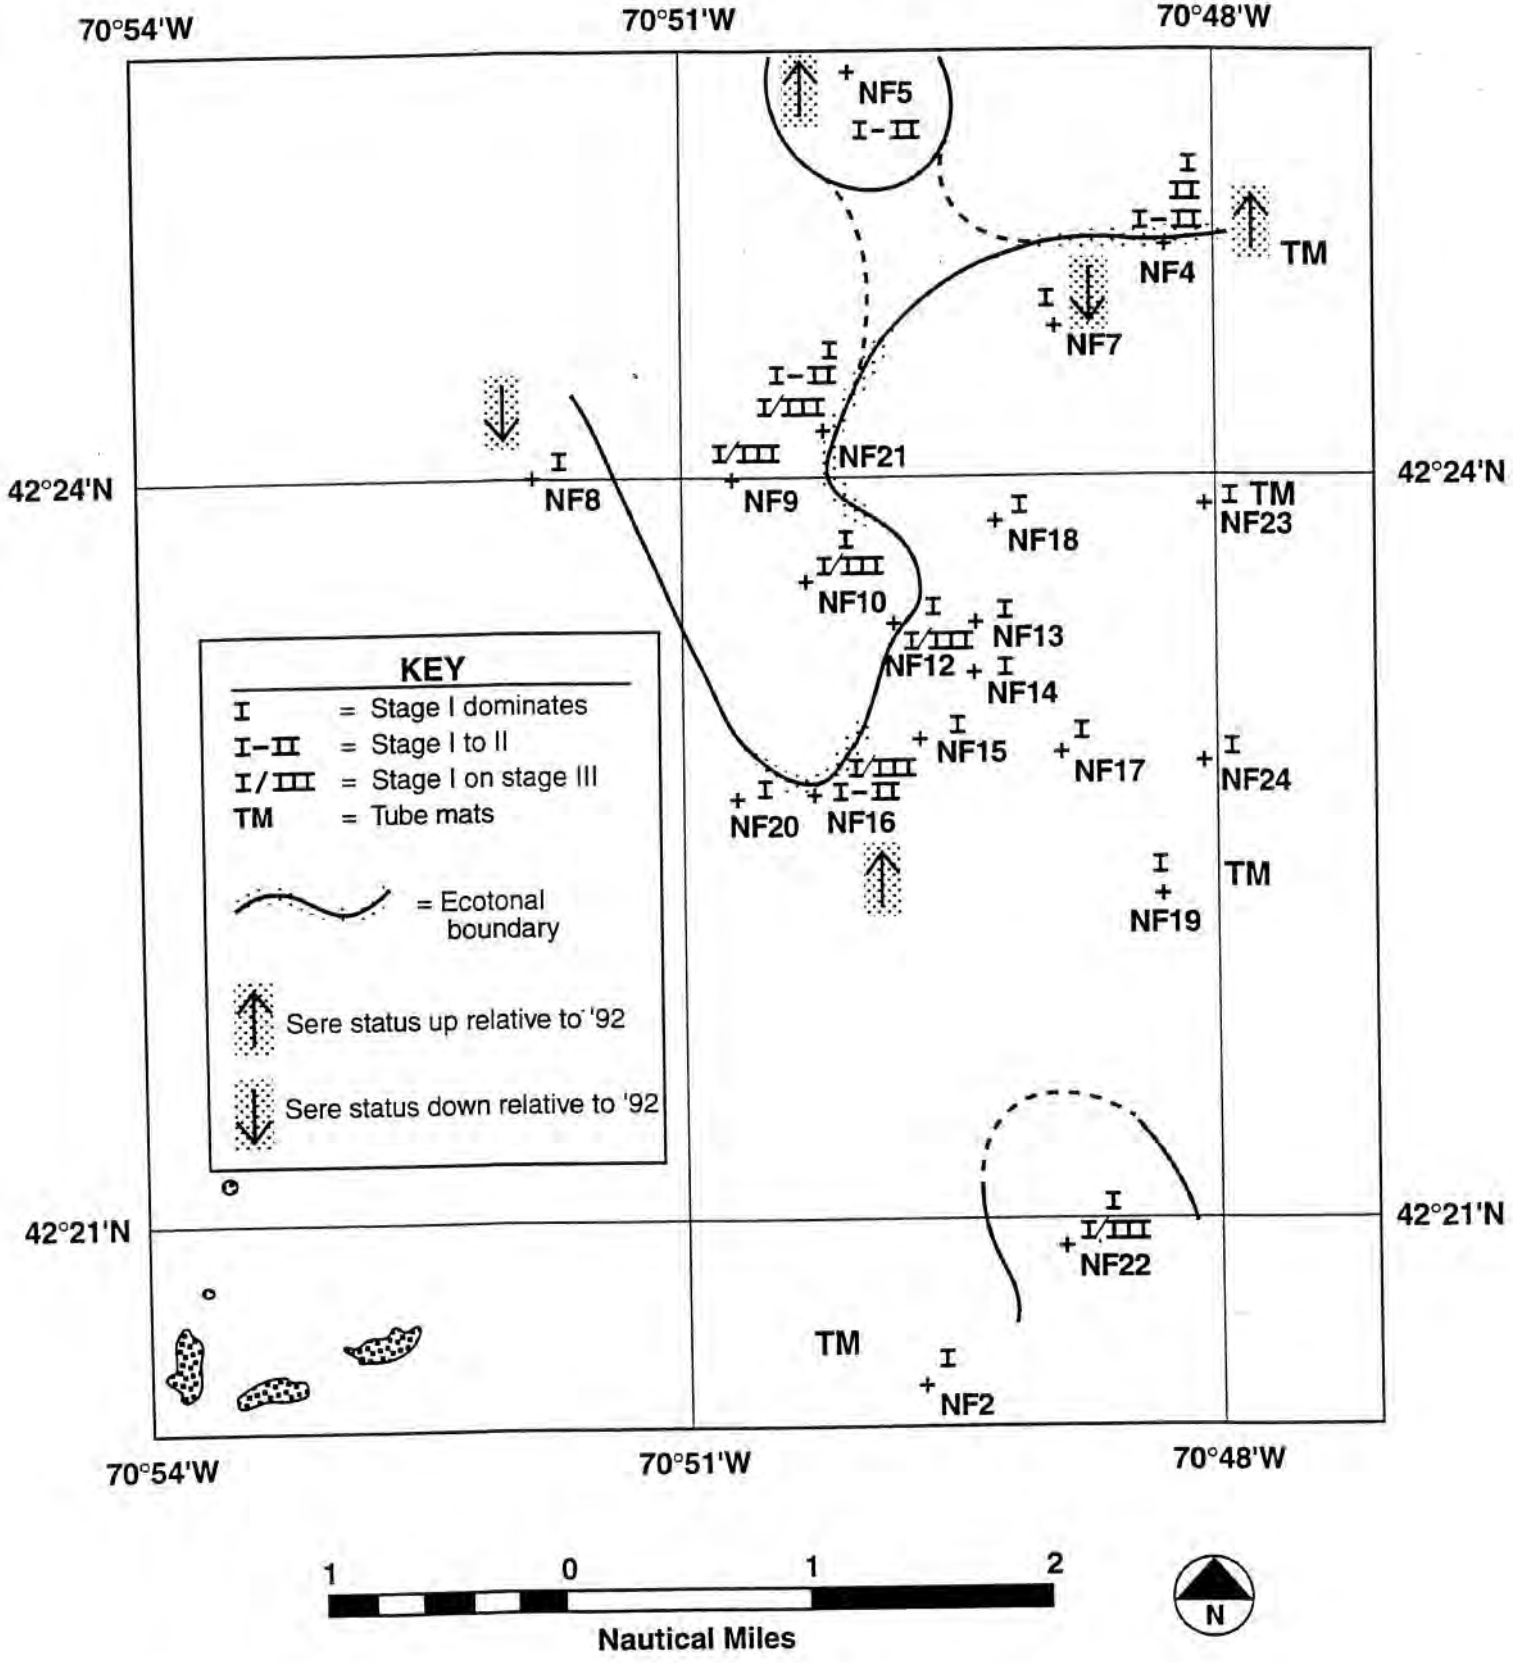 70°54'W
70°51'W
70°48'W
NF5
I-II
I
II
I-II
NF4
TM
I
NF7
I
I-II
I/III
NF21
I/III
NF9
I
NF8
42°24'N
42°24'N
I TM
NF23
I
NF18
I
I/III
NF10
I
I/III
NF12
I
NF13
I
NF14
I
NF15
I
NF17
I
NF24
I/III
I-II
NF16
I
NF20
I
NF19
TM
KEY
I = Stage I dominates
I-II = Stage I to II
I/III = Stage I on stage III
TM = Tube mats
= Ecotonal
boundary
Sere status up relative to '92
Sere status down relative to '92
42°21'N
42°21'N
I
I/III
NF22
TM
I
NF2
70°54'W
70°51'W
70°48'W
1 0 1 2
Nautical Miles
N